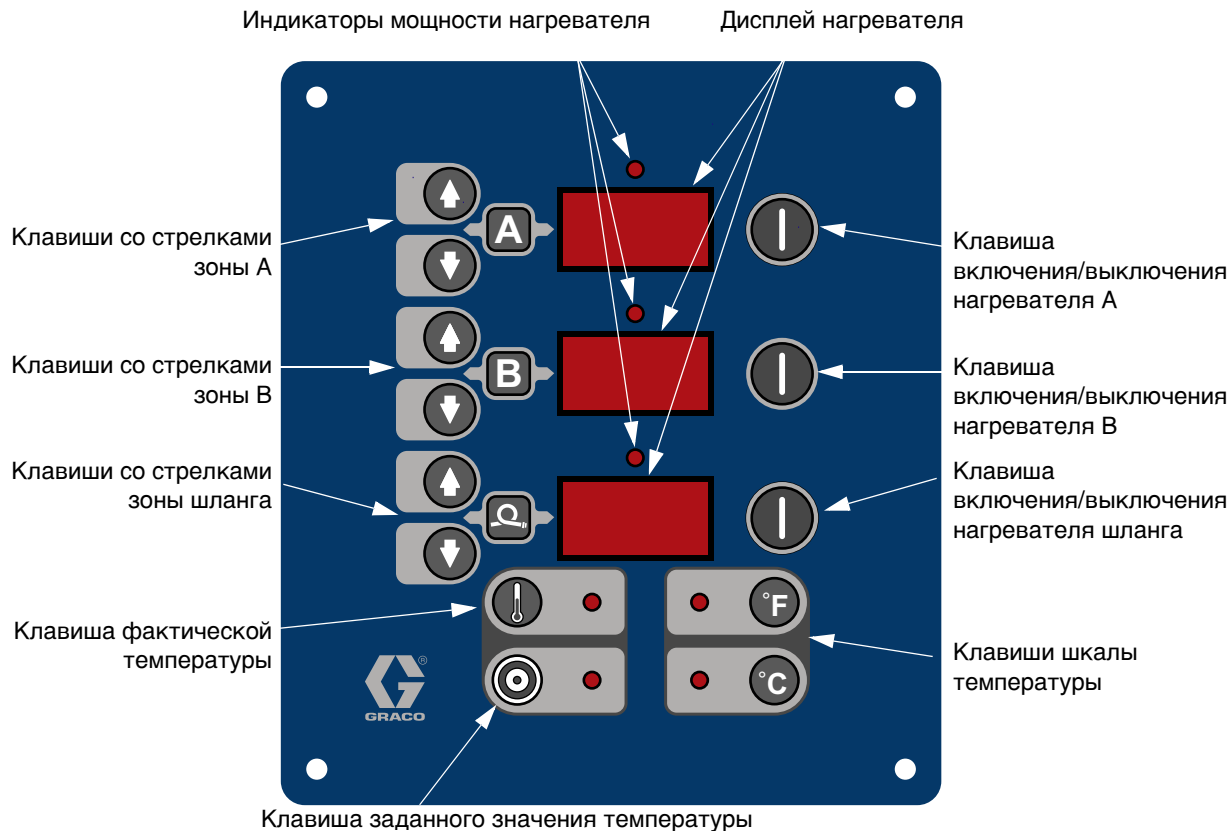 Индикаторы мощности нагревателя
Дисплей нагревателя
Клавиши со стрелками
зоны A
A
Клавиша
включения/выключения
нагревателя A
Клавиши со стрелками
зоны B
B
Клавиша
включения/выключения
нагревателя B
Клавиши со стрелками
зоны шланга
Клавиша
включения/выключения
нагревателя шланга
Клавиша фактической
температуры
°F
°C
Клавиши шкалы
температуры
®
GRACO
Клавиша заданного значения температуры